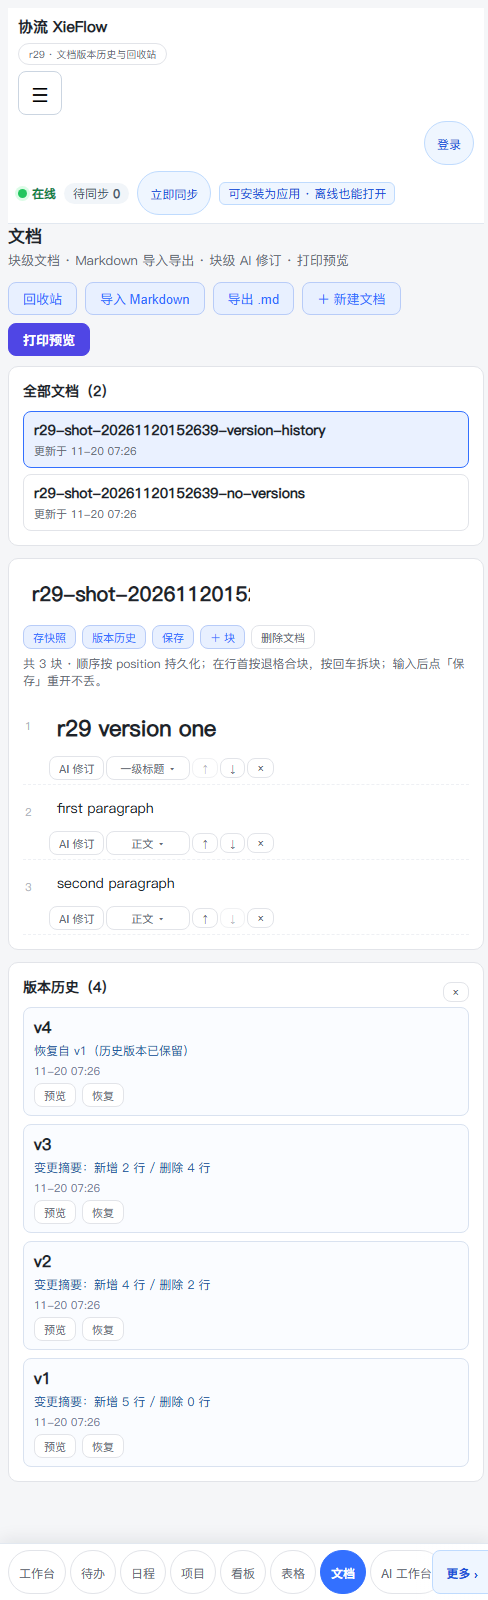 协流 XieFlow
r29 · 文档版本历史与回收站
☰
登录
在线 待同步 0 立即同步 可安装为应用 · 离线也能打开
文档
块级文档 · Markdown 导入导出 · 块级 AI 修订 · 打印预览
回收站 导入 Markdown 导出 .md ＋ 新建文档
打印预览
全部文档（2）
r29-shot-20261120152639-version-history
更新于 11-20 07:26
r29-shot-20261120152639-no-versions
更新于 11-20 07:26
r29-shot-2026112015
存快照 版本历史 保存 ＋ 块 删除文档
共 3 块 · 顺序按 position 持久化；在行首按退格合块，按回车拆块；输入后点「保
存」重开不丢。
1 r29 version one
AI 修订 一级标题 ↑ ↓ ×
2 first paragraph
AI 修订 正文 ↑ ↓ ×
3 second paragraph
AI 修订 正文 ↑ ↓ ×
版本历史（4） ×
v4
恢复自 v1（历史版本已保留）
11-20 07:26
预览 恢复
v3
变更摘要：新增 2 行 / 删除 4 行
11-20 07:26
预览 恢复
v2
变更摘要：新增 4 行 / 删除 2 行
11-20 07:26
预览 恢复
v1
变更摘要：新增 5 行 / 删除 0 行
11-20 07:26
预览 恢复
工作台 待办 日程 项目 看板 表格 文档 AI 工作台 更多 ›